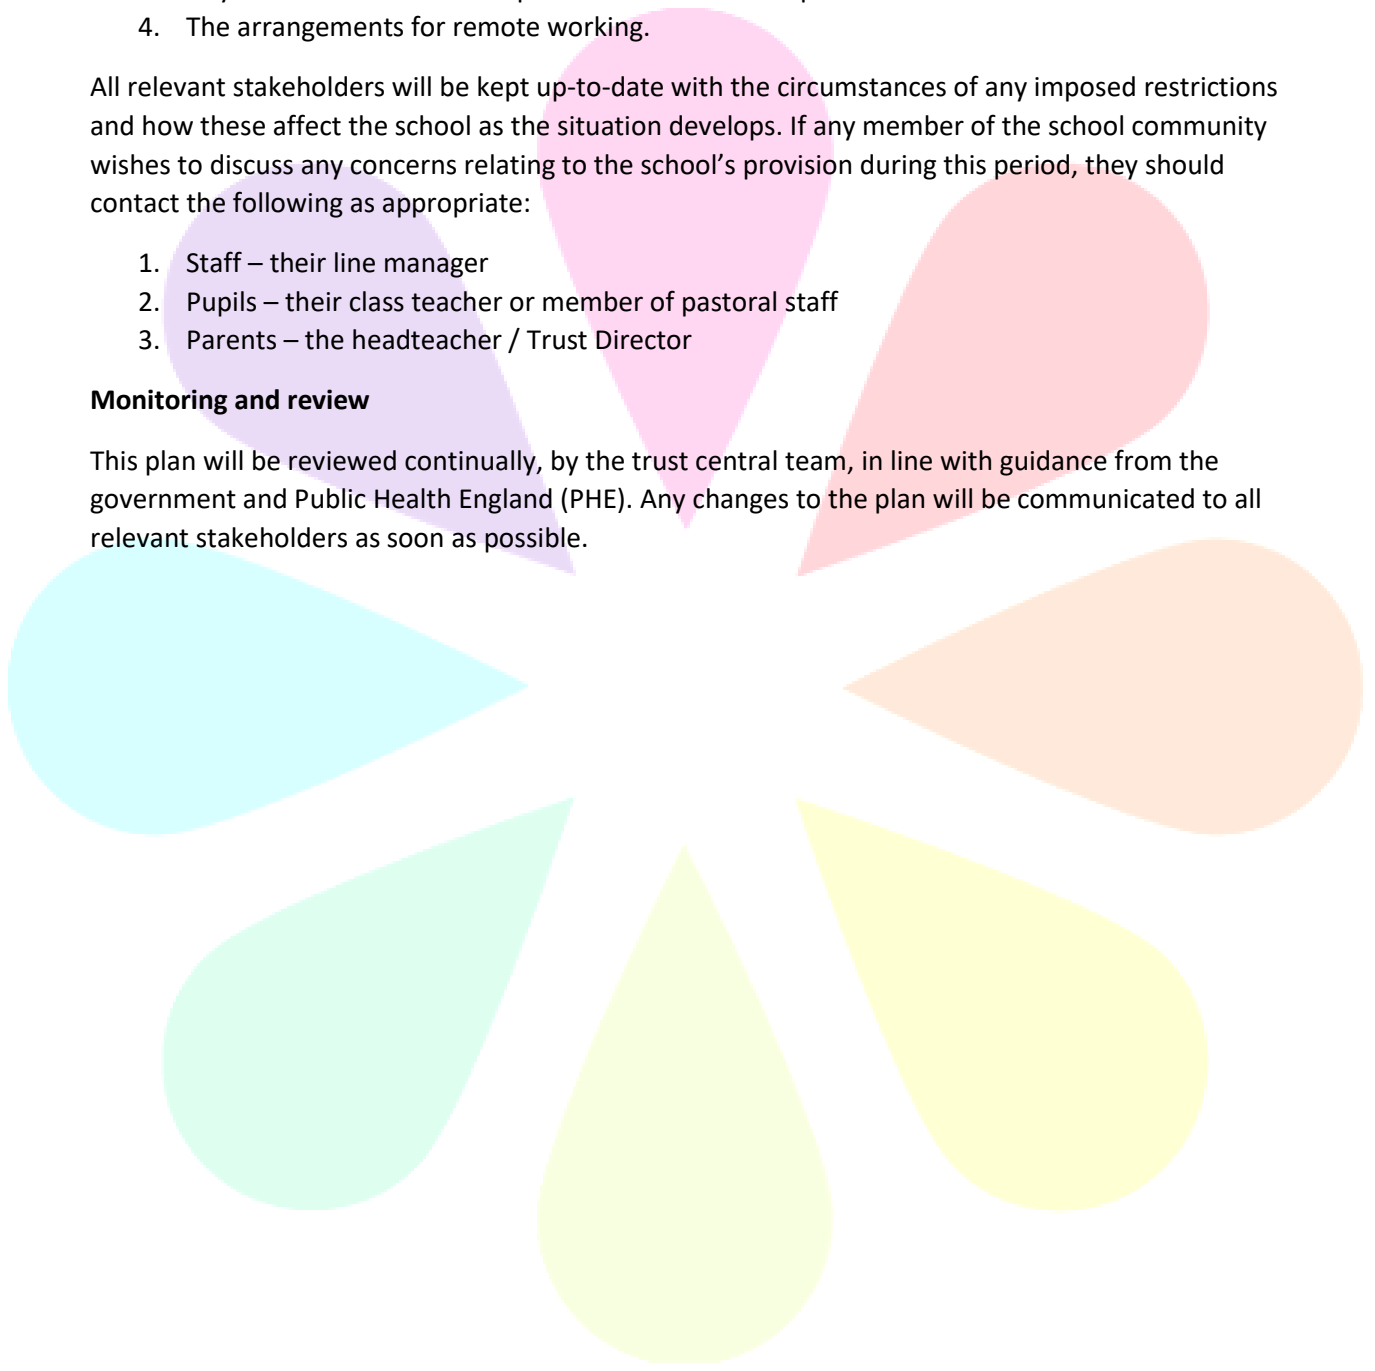 4. The arrangements for remote working.
All relevant stakeholders will be kept up-to-date with the circumstances of any imposed restrictions
and how these affect the school as the situation develops. If any member of the school community
wishes to discuss any concerns relating to the school’s provision during this period, they should
contact the following as appropriate:
1. Staff – their line manager
2. Pupils – their class teacher or member of pastoral staff
3. Parents – the headteacher / Trust Director
Monitoring and review
This plan will be reviewed continually, by the trust central team, in line with guidance from the
government and Public Health England (PHE). Any changes to the plan will be communicated to all
relevant stakeholders as soon as possible.